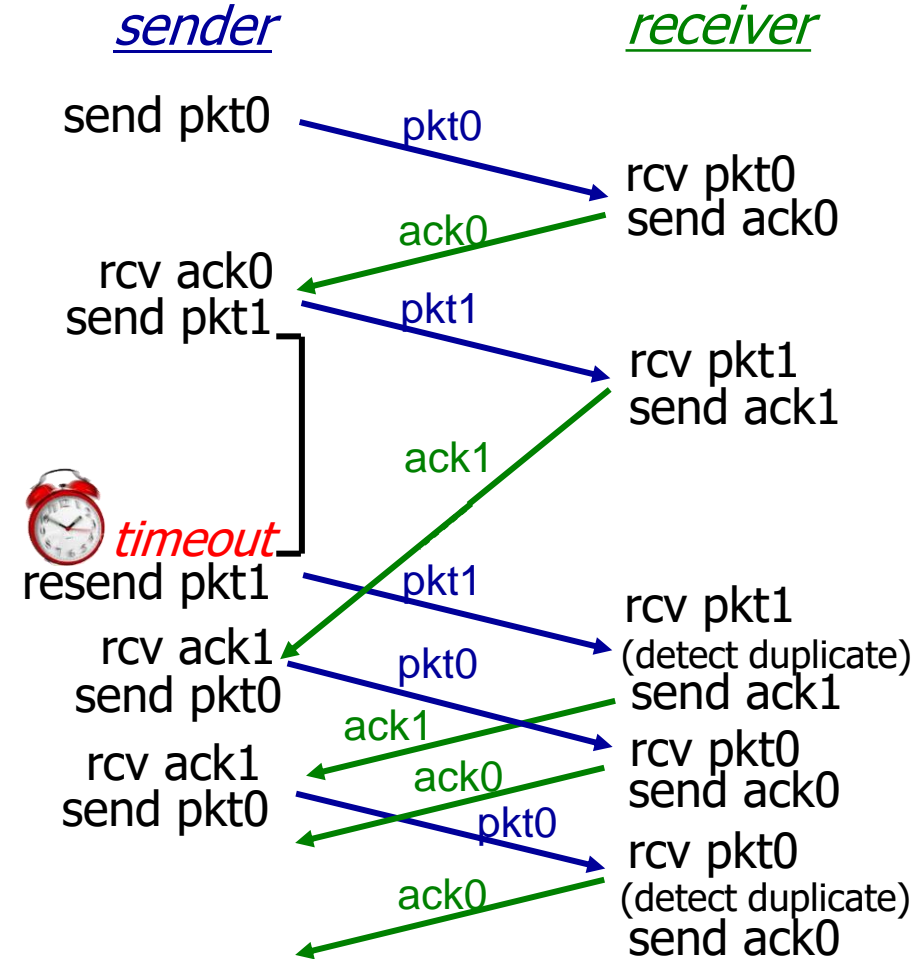 sender receiver
send pkt0
pkt0
rcv pkt0
send ack0
ack0
rcv ack0
send pkt1
pkt1
rcv pkt1
send ack1
ack1
timeout
resend pkt1
pkt1
rcv pkt1
(detect duplicate)
send ack1
rcv ack1
send pkt0
pkt0
ack1
rcv pkt0
send ack0
rcv ack1
send pkt0
ack0
pkt0
rcv pkt0
(detect duplicate)
send ack0
ack0